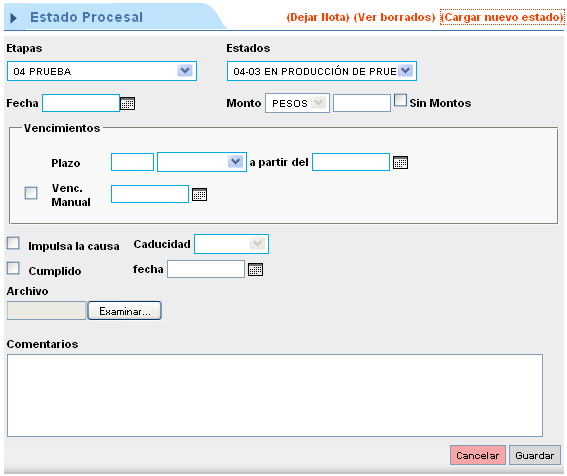 Estado Procesal (Dejar Nota) (Ver borrados) (Cargar nuevo estado)
Etapas Estados
04 PRUEBA 04-03 EN PRODUCCIÓN DE PRUE
Fecha Monto PESOS Sin Montos
Vencimientos
Plazo a partir del
Venc. Manual
Impulsa la causa Caducidad
Cumplido fecha
Archivo
Examinar...
Comentarios
Cancelar Guardar